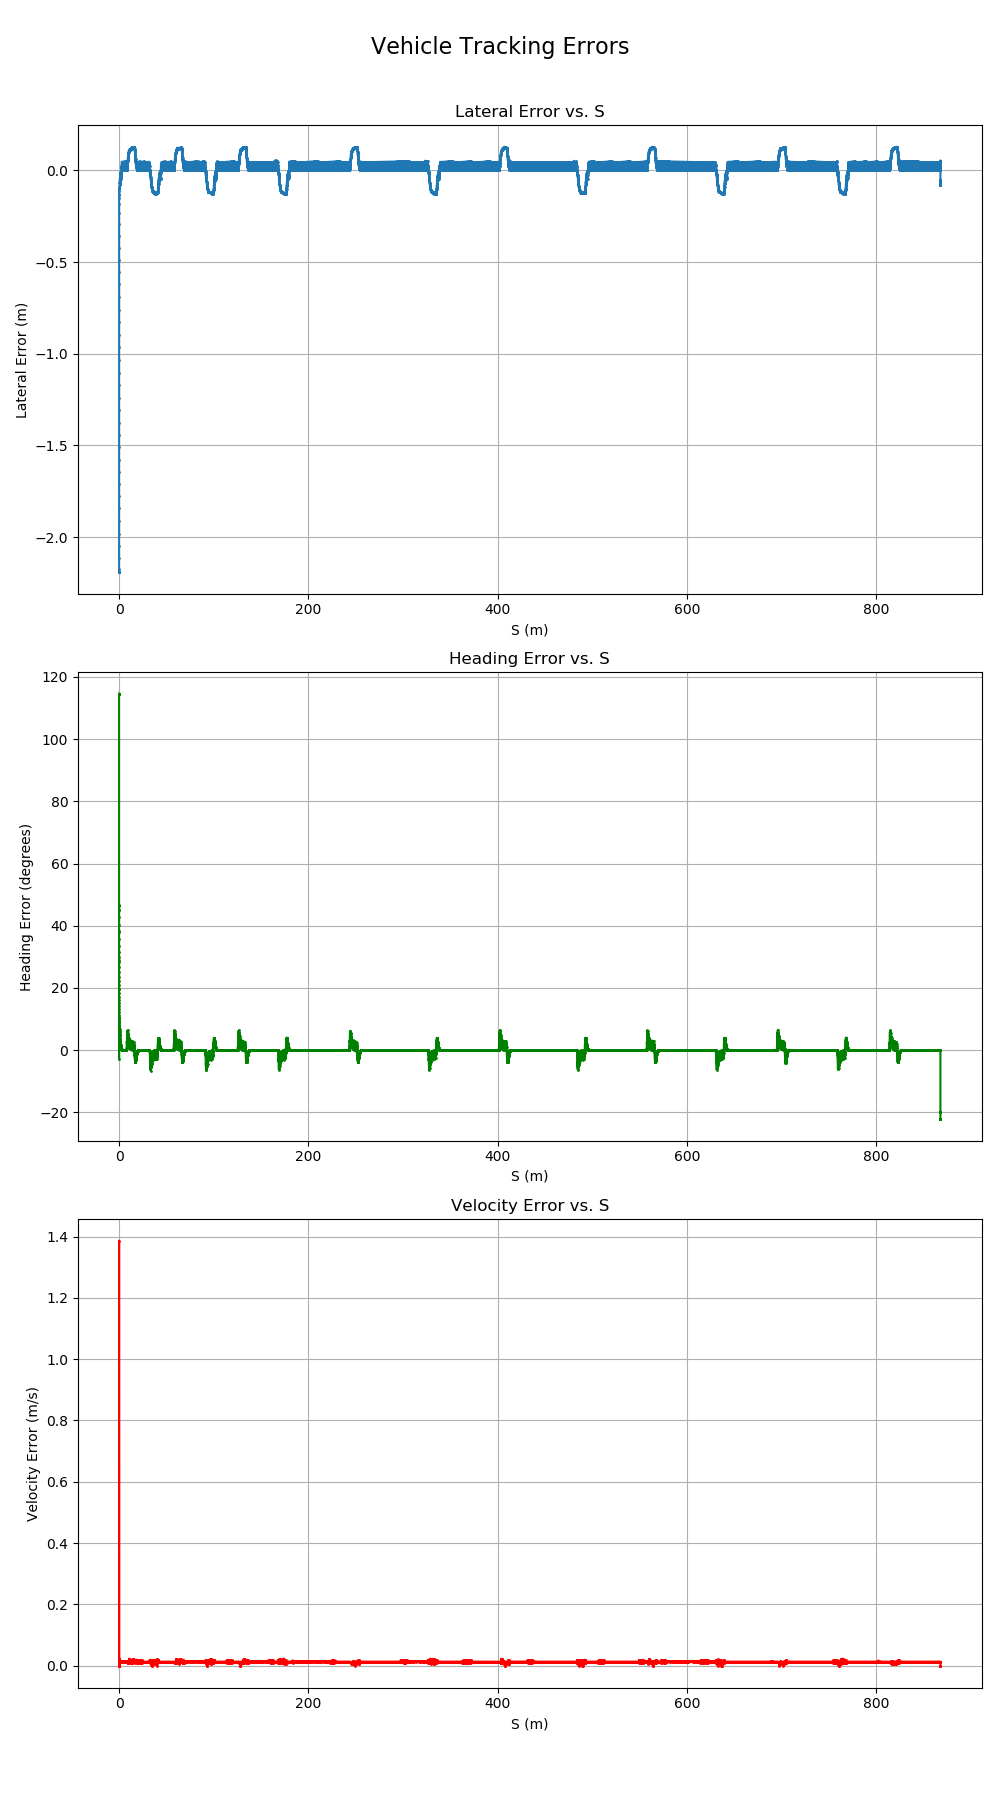 Vehicle Tracking Errors
Lateral Error vs. S
0.0
−0.5
−1.0
−1.5
−2.0
Lateral Error (m)
0 200 400 600 800
S (m)
Heading Error vs. S
120
100
80
60
40
20
0
−20
Heading Error (degrees)
0 200 400 600 800
S (m)
Velocity Error vs. S
1.4
1.2
1.0
0.8
0.6
0.4
0.2
0.0
Velocity Error (m/s)
0 200 400 600 800
S (m)